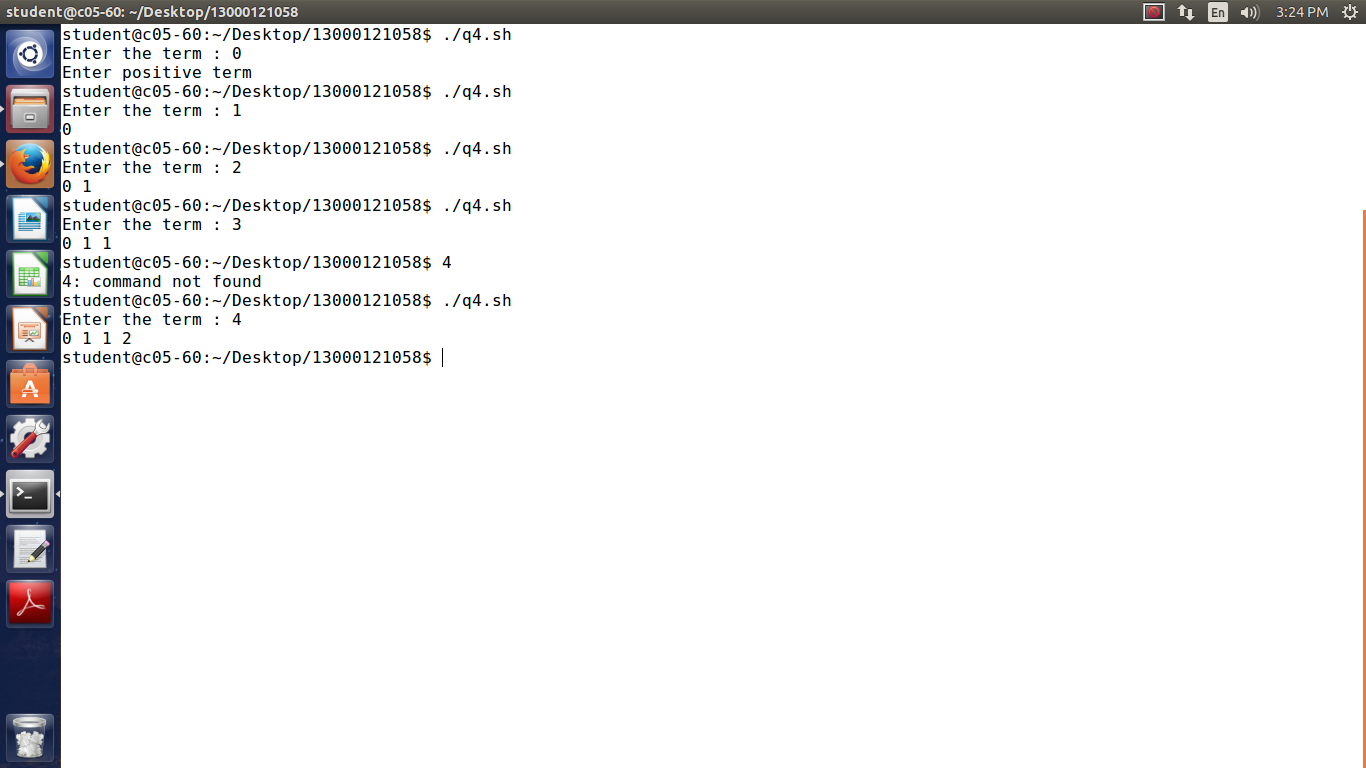 student@c05-60: ~/Desktop/13000121058 En 3:24 PM
student@c05-60:~/Desktop/13000121058$ ./q4.sh
Enter the term : 0
Enter positive term
student@c05-60:~/Desktop/13000121058$ ./q4.sh
Enter the term : 1
0
student@c05-60:~/Desktop/13000121058$ ./q4.sh
Enter the term : 2
0 1
student@c05-60:~/Desktop/13000121058$ ./q4.sh
Enter the term : 3
0 1 1
student@c05-60:~/Desktop/13000121058$ 4
4: command not found
student@c05-60:~/Desktop/13000121058$ ./q4.sh
Enter the term : 4
0 1 1 2
student@c05-60:~/Desktop/13000121058$